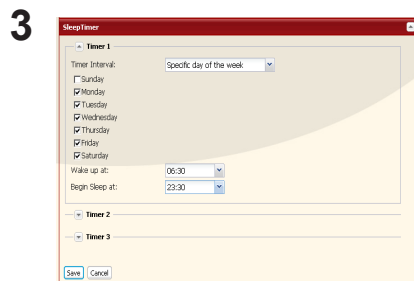 3
SleepTimer
Timer 1
Timer Interval: Specific day of the week
Sunday
Monday
Tuesday
Wednesday
Thursday
Friday
Saturday
Wake up at: 06:30
Begin Sleep at: 23:30
Timer 2
Timer 3
Save Cancel